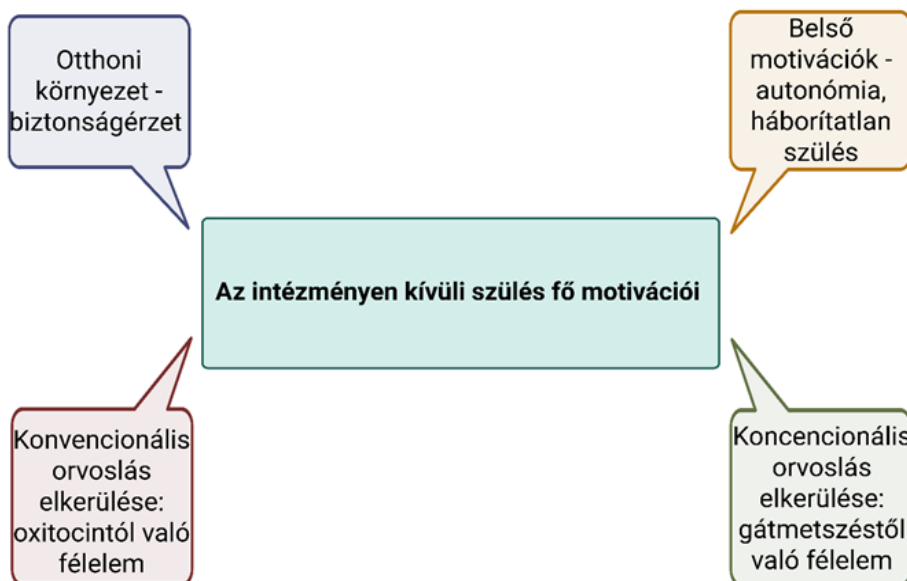 Otthoni
környezet -
biztonságérzet
Belső
motivációk -
autonómia,
háborítatlan
szülés
Az intézményen kívüli szülés fő motivációi
Konvencionális
orvoslás
elkerülése:
oxitocintól való
félelem
Koncencionális
orvoslás
elkerülése:
gátmetszéstől
való félelem